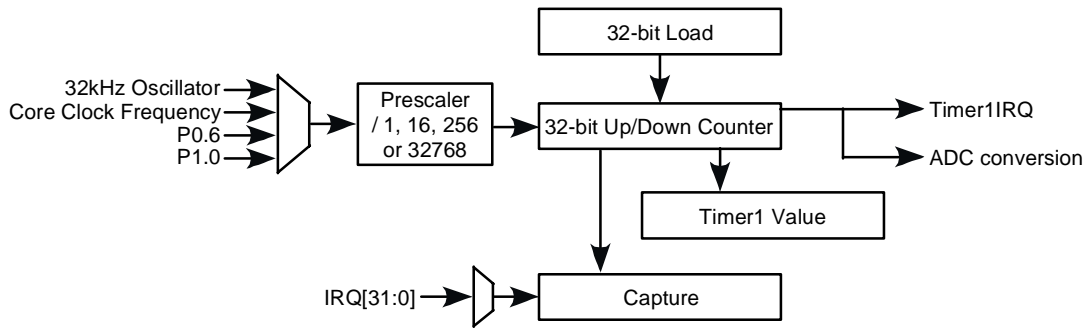 32-bit Load
32kHz Oscillator
Core Clock Frequency
P0.6
P1.0
Prescaler
/ 1, 16, 256
or 32768
32-bit Up/Down Counter
Timer1IRQ
ADC conversion
Timer1 Value
IRQ[31:0]
Capture